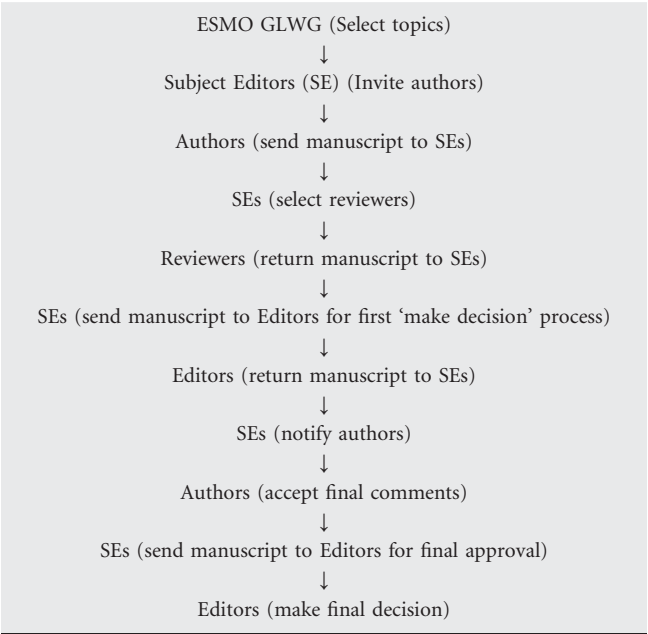 ESMO GLWG (Select topics)
↓
Subject Editors (SE) (Invite authors)
↓
Authors (send manuscript to SEs)
↓
SEs (select reviewers)
↓
Reviewers (return manuscript to SEs)
↓
SEs (send manuscript to Editors for first ‘make decision’ process)
↓
Editors (return manuscript to SEs)
↓
SEs (notify authors)
↓
Authors (accept final comments)
↓
SEs (send manuscript to Editors for final approval)
↓
Editors (make final decision)